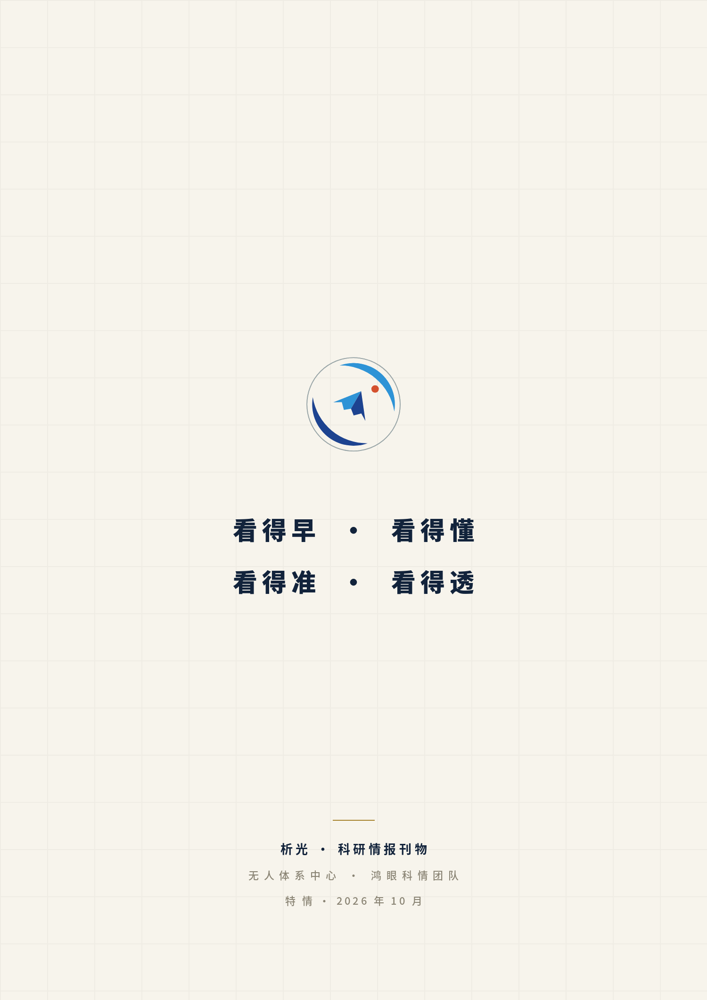 看得早 · 看得懂
看得准 · 看得透
析光 · 科研情报刊物
无人体系中心 · 鸿眼科情团队
特情 · 2026 年 10 月